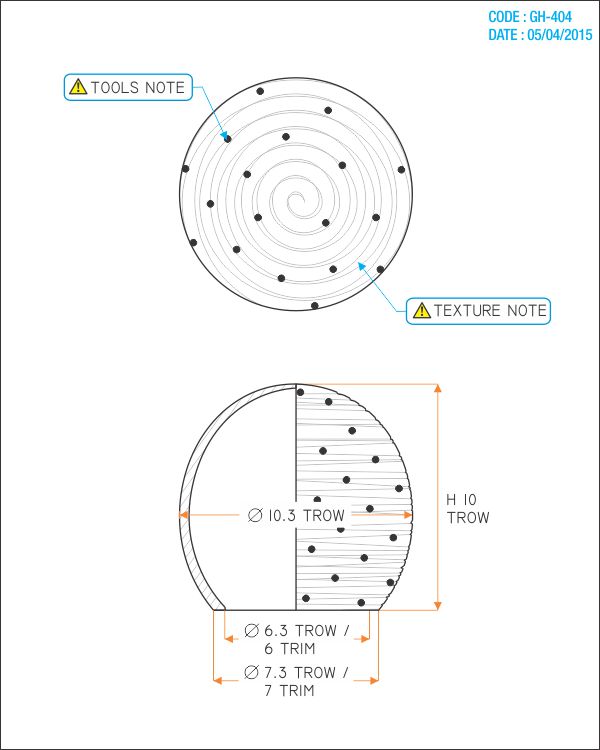 CODE : GH-404
DATE : 05/04/2015
TOOLS NOTE
TEXTURE NOTE
Ø 10.3 TROW
H 10
TROW
Ø 6.3 TROW /
6 TRIM
Ø 7.3 TROW /
7 TRIM